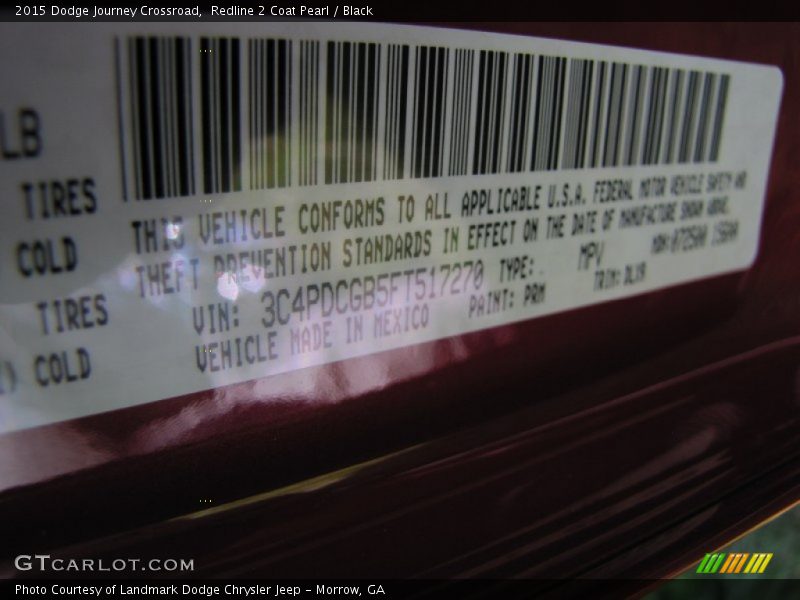 2015 Dodge Journey Crossroad,  Redline 2 Coat Pearl / Black
LB
TIRES
COLD
TIRES
COLD
THIS VEHICLE CONFORMS TO ALL APPLICABLE U.S.A. FEDERAL MOTOR VEHICLE SAFETY AND
THEFT PREVENTION STANDARDS IN EFFECT ON THE DATE OF MANUFACTURE SHOWN ABOVE.
VIN: 3C4PDCGB5FT517270 TYPE: MPV
VEHICLE MADE IN MEXICO PAINT: PRM TRIM: DLX9
GTCARLOT.COM
Photo Courtesy of Landmark Dodge Chrysler Jeep - Morrow, GA